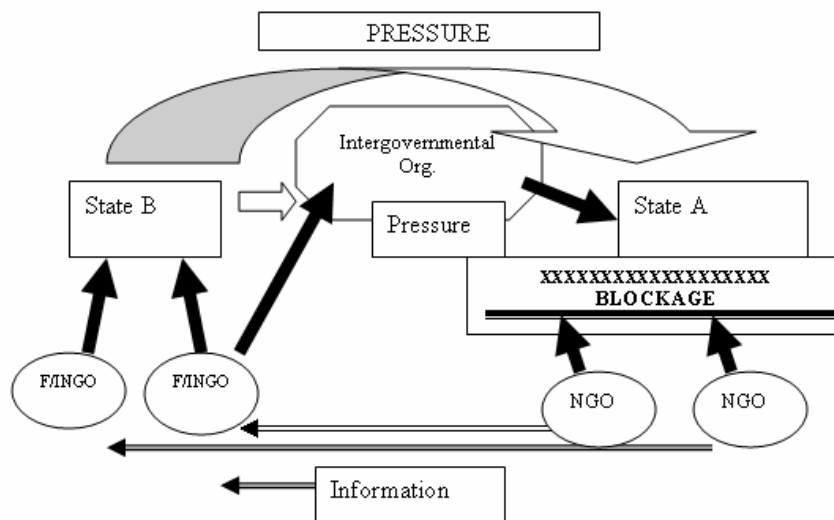 PRESSURE
Intergovernmental
Org.
State B
State A
Pressure
XXXXXXXXXXXXXXXXXXX
BLOCKAGE
F/INGO
F/INGO
NGO
NGO
Information